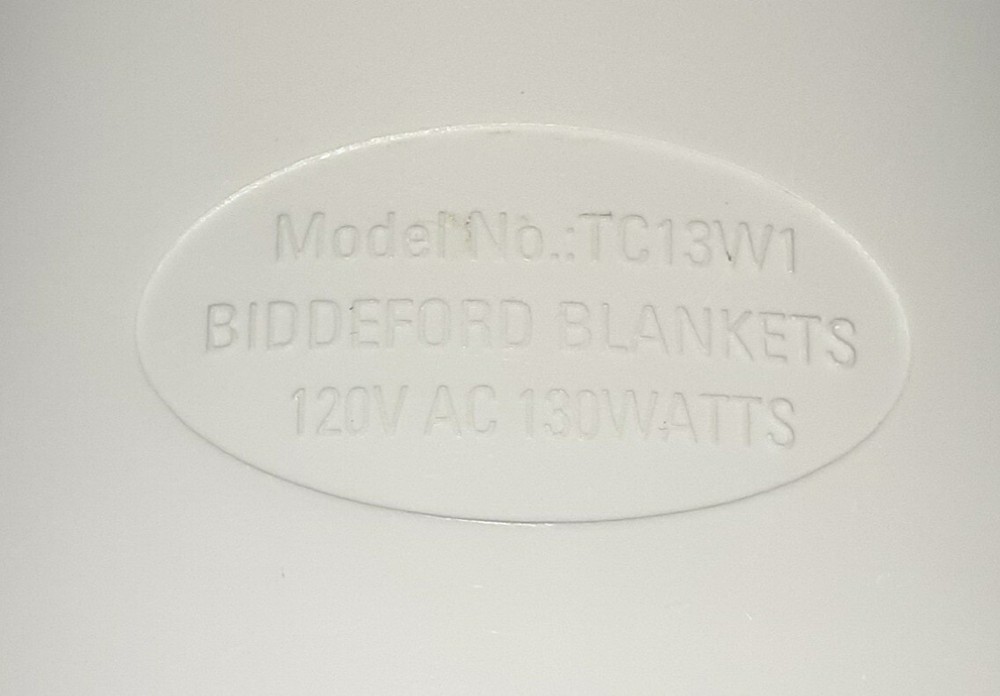 Model No.:TC13W1
BIDDEFORD BLANKETS
120V AC 130WATTS